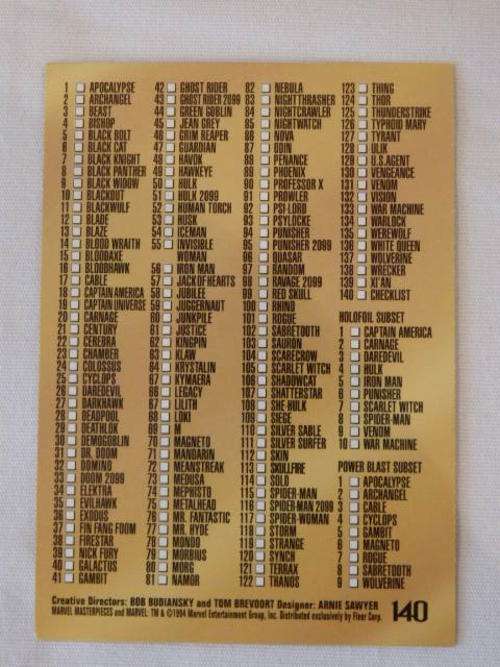 1 APOCALYPSE
2 ARCHANGEL
3 BEAST
4 BISHOP
5 BLACK BOLT
6 BLACK CAT
7 BLACK KNIGHT
8 BLACK PANTHER
9 BLACK WIDOW
10 BLACKOUT
11 BLACKWULF
12 BLADE
13 BLAZE
14 BLOOD WRAITH
15 BLOODAXE
16 BLOODHAWK
17 CABLE
18 CAPTAIN AMERICA
19 CAPTAIN UNIVERSE
20 CARNAGE
21 CENTURY
22 CEREBRA
23 CHAMBER
24 COLOSSUS
25 CYCLOPS
26 DAREDEVIL
27 DARKHAWK
28 DEADPOOL
29 DEATHLOK
30 DEMOGOBLIN
31 DR. DOOM
32 DOMINO
33 DOOM 2099
34 ELEKTRA
35 EVILHAWK
36 EXODUS
37 FIN FANG FOOM
38 FIRESTAR
39 NICK FURY
40 GALACTUS
41 GAMBIT
42 GHOST RIDER
43 GHOST RIDER 2099
44 GREEN GOBLIN
45 JEAN GREY
46 GRIM REAPER
47 GUARDIAN
48 HAVOK
49 HAWKEYE
50 HULK
51 HULK 2099
52 HUMAN TORCH
53 HUSK
54 ICEMAN
55 INVISIBLE
WOMAN
56 IRON MAN
57 JACK OF HEARTS
58 JUBILEE
59 JUGGERNAUT
60 JUNKPILE
61 JUSTICE
62 KINGPIN
63 KLAW
64 KRYSTALIN
65 KYMAERA
66 LEGACY
67 LILITH
68 LOKI
69 M
70 MAGNETO
71 MANDARIN
72 MEANSTREAK
73 MEDUSA
74 MEPHISTO
75 METALHEAD
76 MR. FANTASTIC
77 MR. HYDE
78 MONDO
79 MORBIUS
80 MORG
81 NAMOR
82 NEBULA
83 NIGHT THRASHER
84 NIGHTCRAWLER
85 NIGHTWATCH
86 NOVA
87 ODIN
88 PENANCE
89 PHOENIX
90 PROFESSOR X
91 PROWLER
92 PSI-LORD
93 PSYLOCKE
94 PUNISHER
95 PUNISHER 2099
96 QUASAR
97 RANDOM
98 RAVAGE 2099
99 RED SKULL
100 RHINO
101 ROGUE
102 SABRETOOTH
103 SAURON
104 SCARECROW
105 SCARLET WITCH
106 SHADOWCAT
107 SHATTERSTAR
108 SHE-HULK
109 SIEGE
110 SILVER SABLE
111 SILVER SURFER
112 SKIN
113 SKULLFIRE
114 SOLO
115 SPIDER-MAN
116 SPIDER-MAN 2099
117 SPIDER-WOMAN
118 STORM
119 STRANGE
120 SYNCH
121 TERRAX
122 THANOS
123 THING
124 THOR
125 THUNDERSTRIKE
126 TYPHOID MARY
127 TYRANT
128 ULIK
129 U.S.AGENT
130 VENGEANCE
131 VENOM
132 VISION
133 WAR MACHINE
134 WARLOCK
135 WEREWOLF
136 WHITE QUEEN
137 WOLVERINE
138 WRECKER
139 XI'AN
140 CHECKLIST
HOLOFOIL SUBSET
1 CAPTAIN AMERICA
2 CARNAGE
3 DAREDEVIL
4 HULK
5 IRON MAN
6 PUNISHER
7 SCARLET WITCH
8 SPIDER-MAN
9 VENOM
10 WAR MACHINE
POWER BLAST SUBSET
1 APOCALYPSE
2 ARCHANGEL
3 CABLE
4 CYCLOPS
5 GAMBIT
6 MAGNETO
7 ROGUE
8 SABRETOOTH
9 WOLVERINE
Creative Directors: BOB BUDIANSKY and TOM BREVOORT Designer: ARNIE SAWYER
MARVEL MASTERPIECES and MARVEL: TM & ©1994 Marvel Entertainment Group, Inc. Distributed exclusively by Fleer Corp.
140